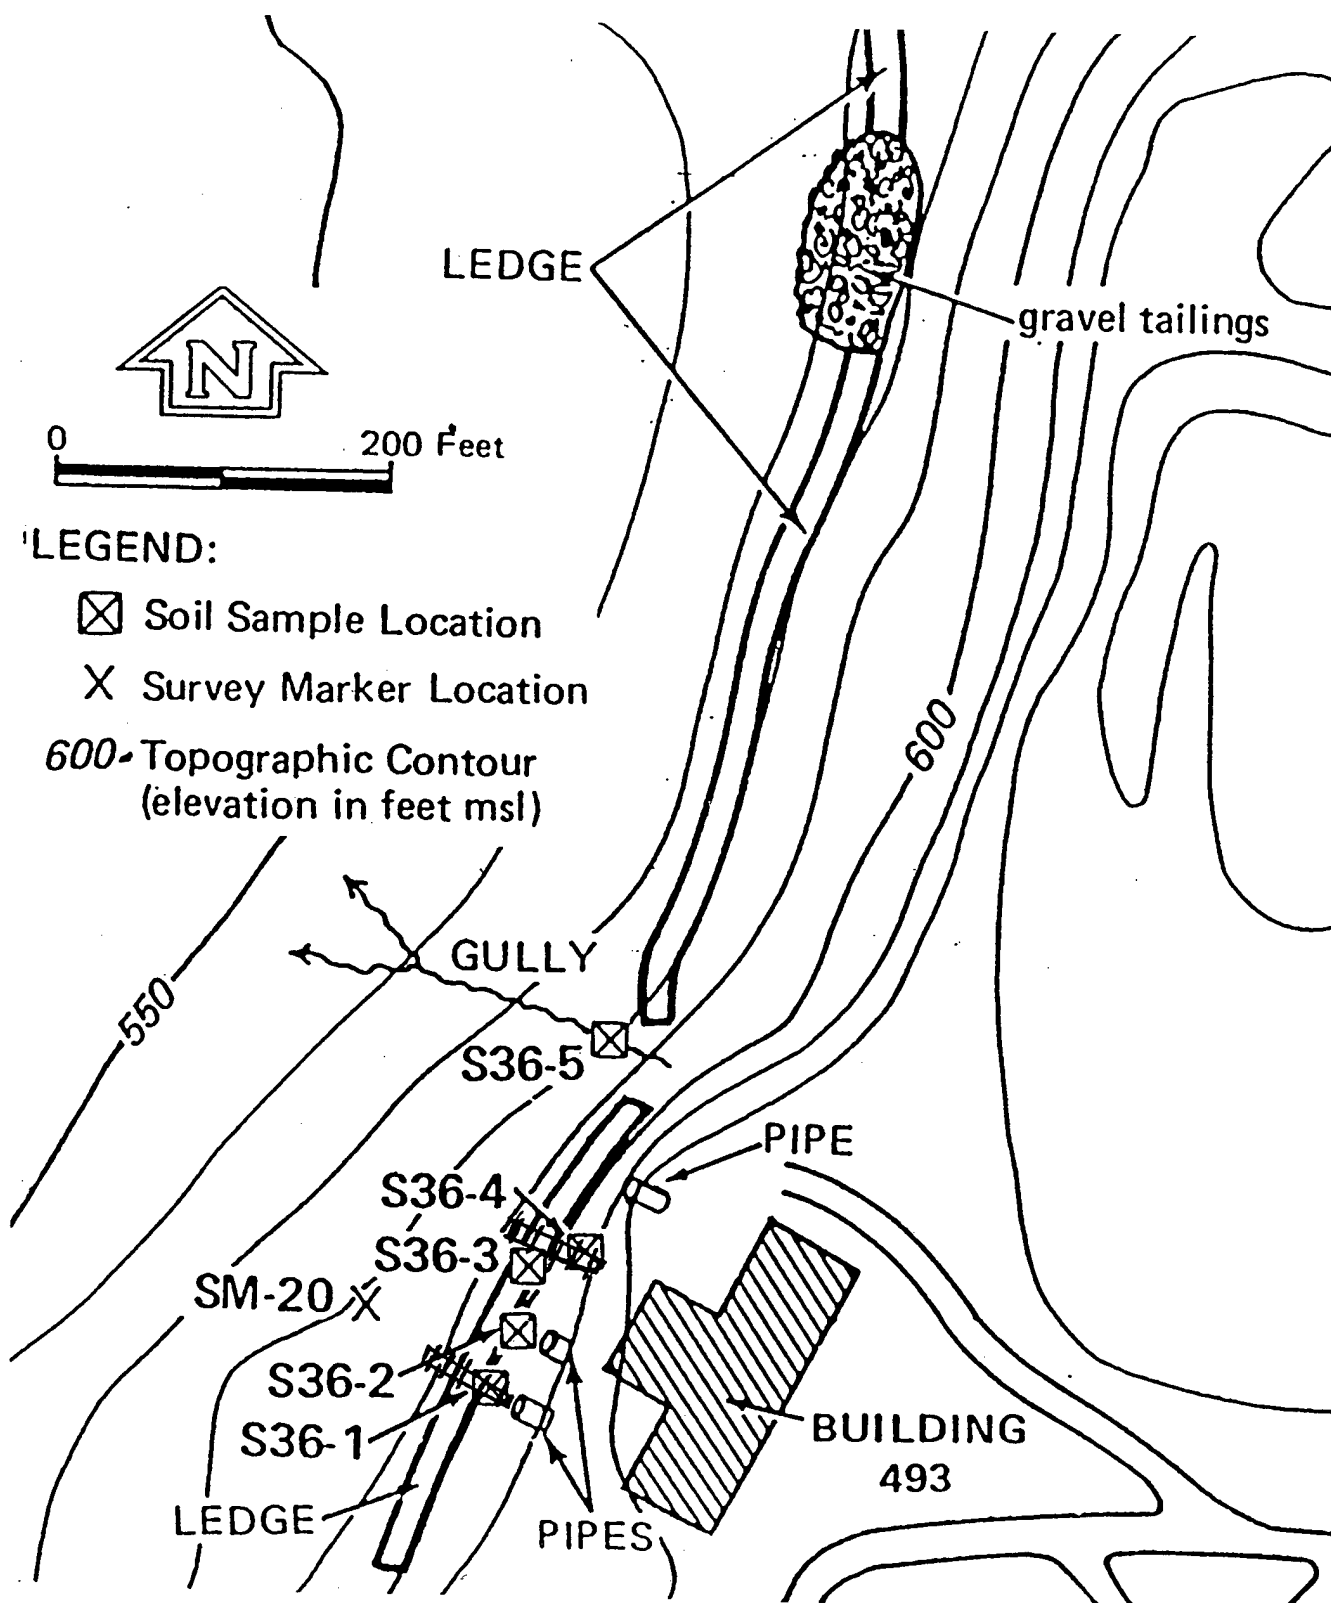 LEDGE
gravel tailings
N
0 200 Feet
LEGEND:
Soil Sample Location
X Survey Marker Location
600 Topographic Contour
(elevation in feet msl)
600
GULLY
550
S36-5
PIPE
S36-4
S36-3
SM-20
S36-2
S36-1
BUILDING
493
LEDGE
PIPES